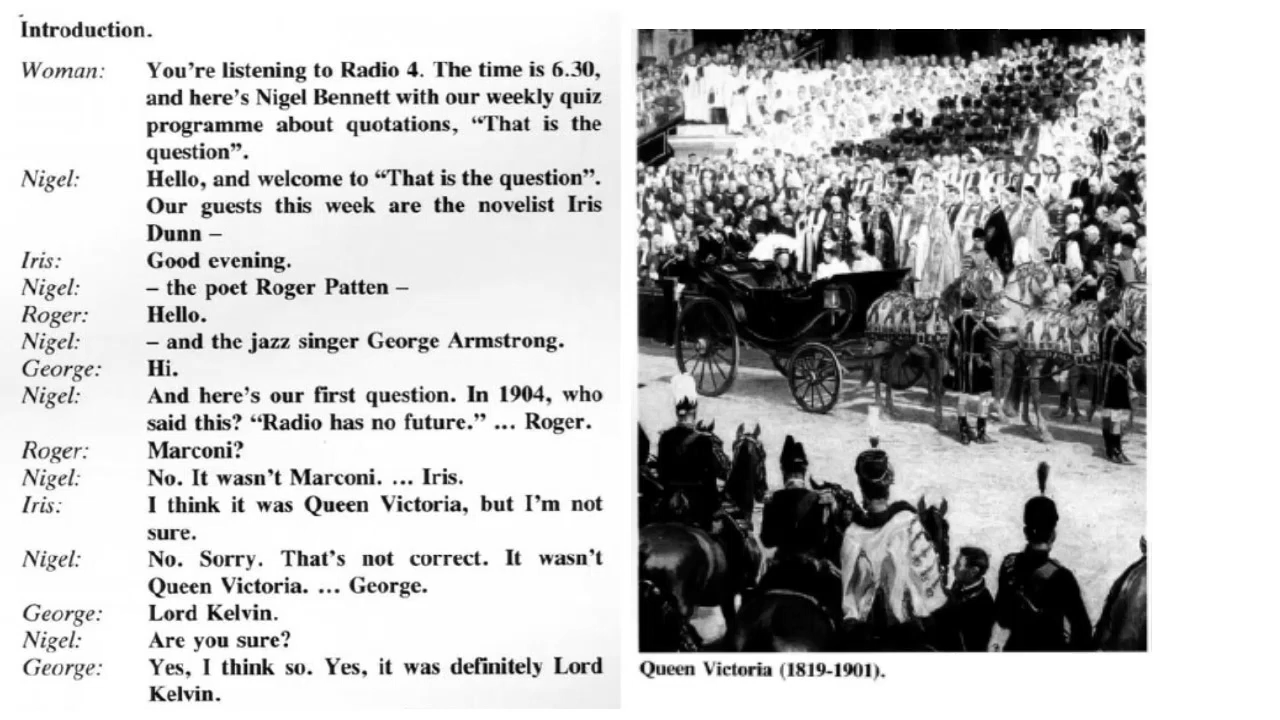 Introduction.
Woman: You're listening to Radio 4. The time is 6.30,
and here's Nigel Bennett with our weekly quiz
programme about quotations, “That is the
question”.
Nigel: Hello, and welcome to “That is the question”.
Our guests this week are the novelist Iris
Dunn –
Iris: Good evening.
Nigel: – the poet Roger Patten –
Roger: Hello.
Nigel: – and the jazz singer George Armstrong.
George: Hi.
Nigel: And here's our first question. In 1904, who
said this? “Radio has no future.” ... Roger.
Roger: Marconi?
Nigel: No. It wasn't Marconi. ... Iris.
Iris: I think it was Queen Victoria, but I'm not
sure.
Nigel: No. Sorry. That's not correct. It wasn't
Queen Victoria. ... George.
George: Lord Kelvin.
Nigel: Are you sure?
George: Yes, I think so. Yes, it was definitely Lord
Kelvin.
Queen Victoria (1819-1901).